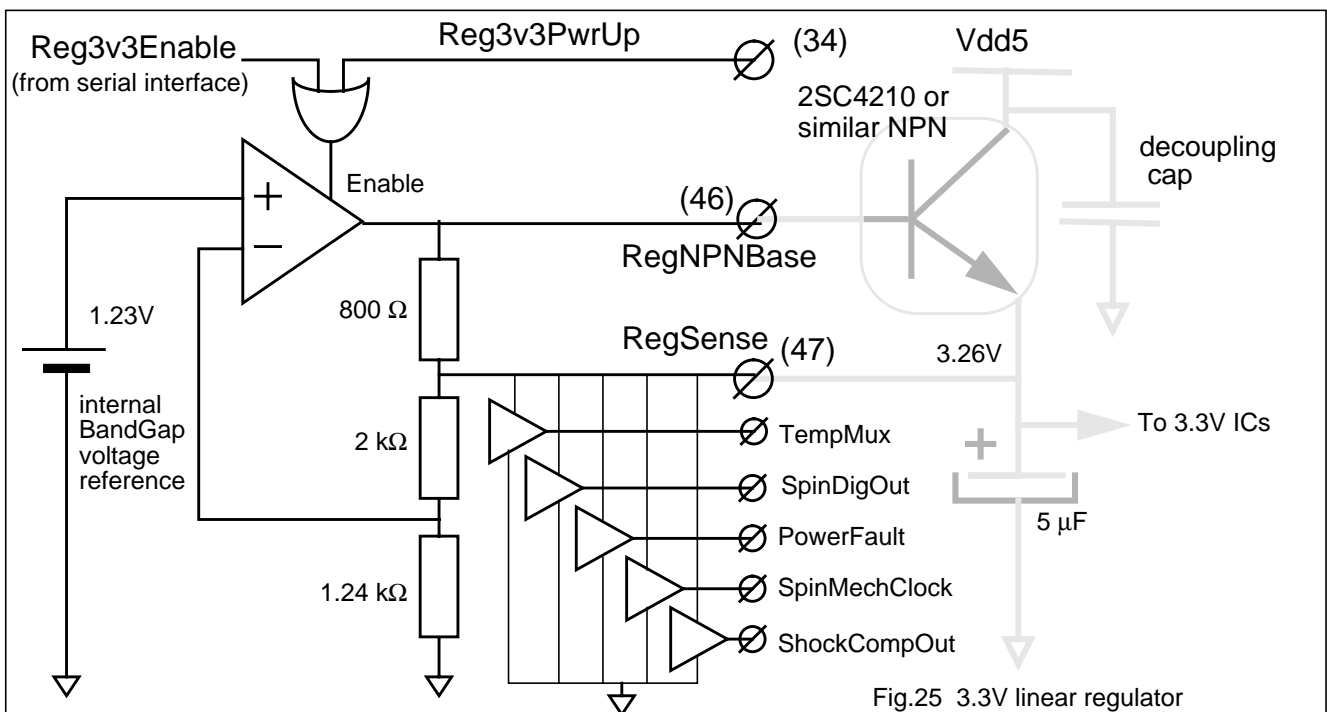 Reg3v3Enable
(from serial interface)
Reg3v3PwrUp
(34)
Vdd5
2SC4210 or
similar NPN
decoupling
cap
+
−
Enable
(46)
RegNPNBase
1.23V
800 Ω
RegSense
(47)
3.26V
internal
BandGap
voltage
reference
2 kΩ
TempMux
To 3.3V ICs
+
SpinDigOut
5 μF
PowerFault
1.24 kΩ
SpinMechClock
ShockCompOut
Fig.25 3.3V linear regulator